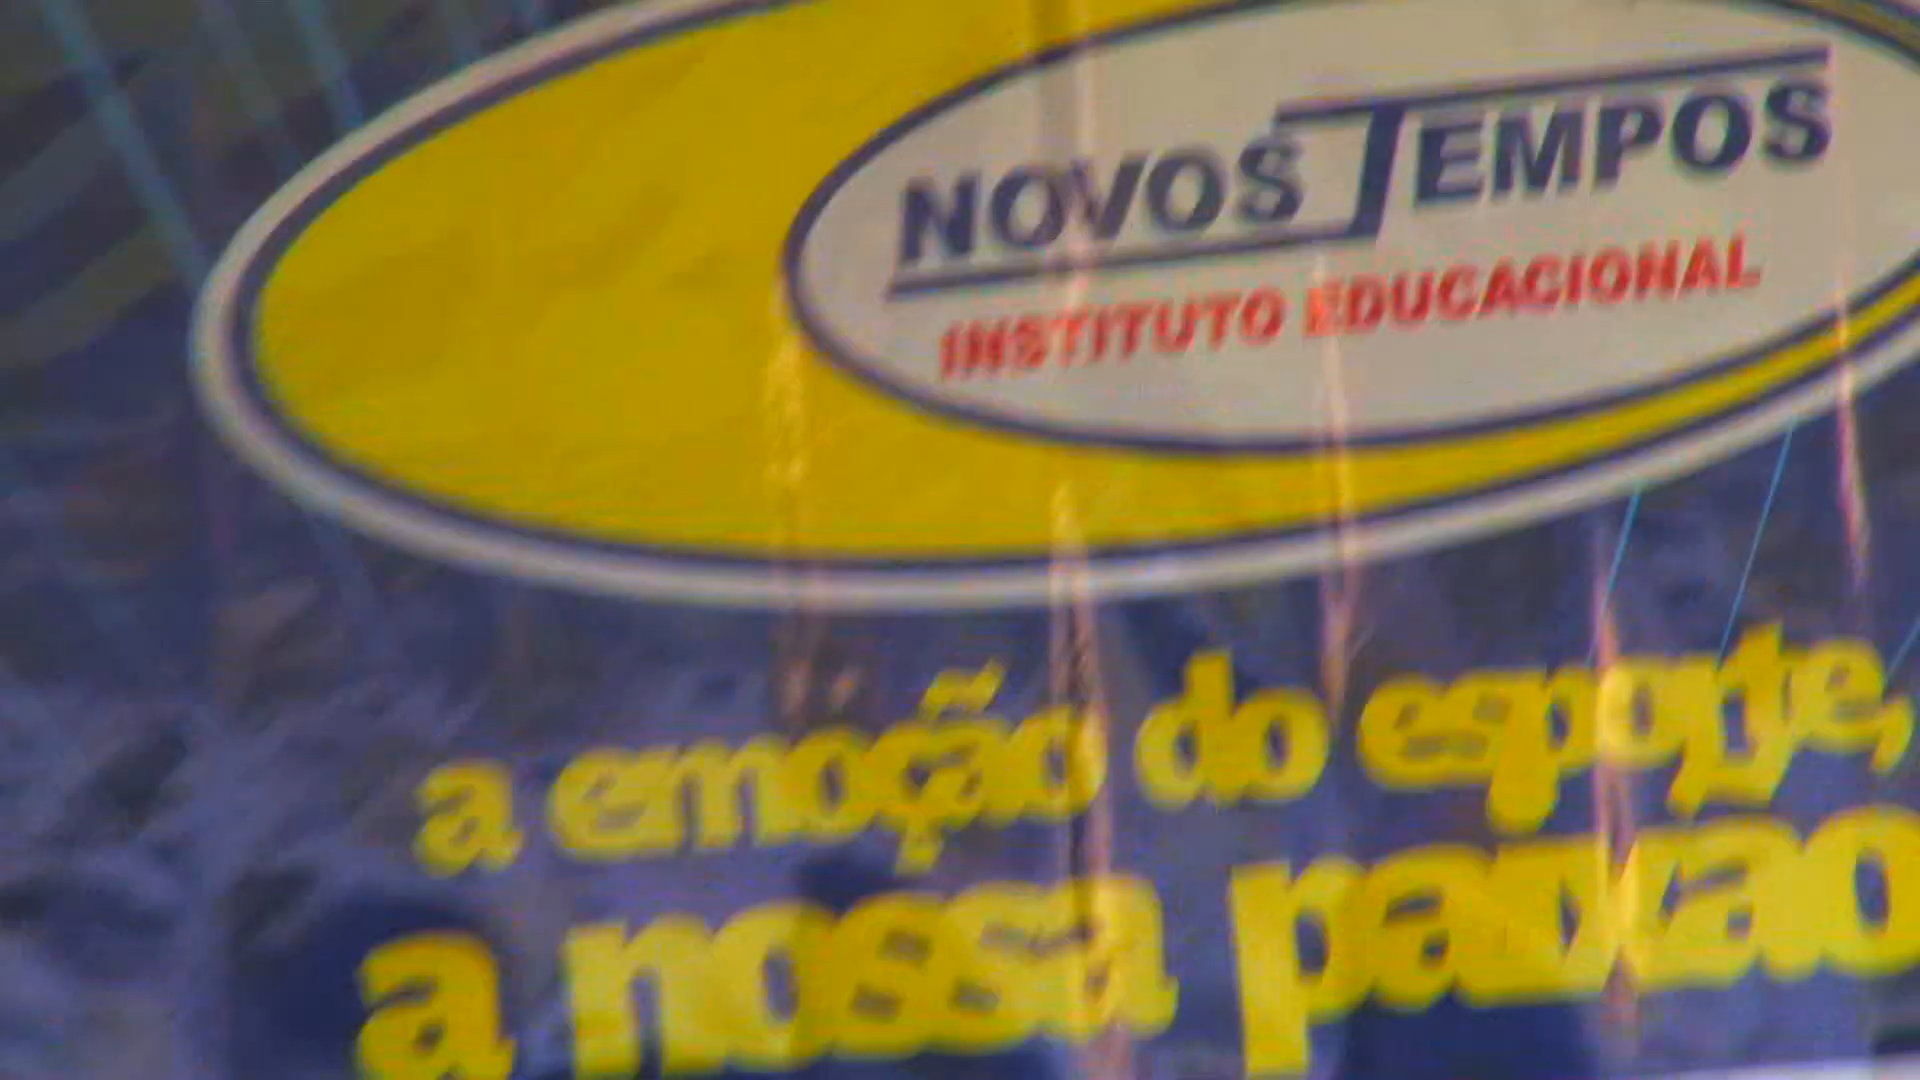 NOVOS TEMPOS
INSTITUTO EDUCACIONAL
a emoção do esporte,
a nossa paixão